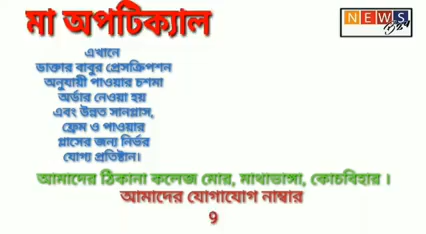 মা অপটিক্যাল
NEWS
এখানে
ডাক্তার বাবুর প্রেসক্রিপশন
অনুযায়ী পাওয়ার চশমা
অর্ডার নেওয়া হয়
এবং উন্নত সানগ্লাস,
ফ্রেম ও পাওয়ার
গ্লাসের জন্য নির্ভর
যোগ্য প্রতিষ্ঠান।
আমাদের ঠিকানা কলেজ মোর, মাথাভাঙ্গা, কোচবিহার ।
আমাদের যোগাযোগ নাম্বার
9